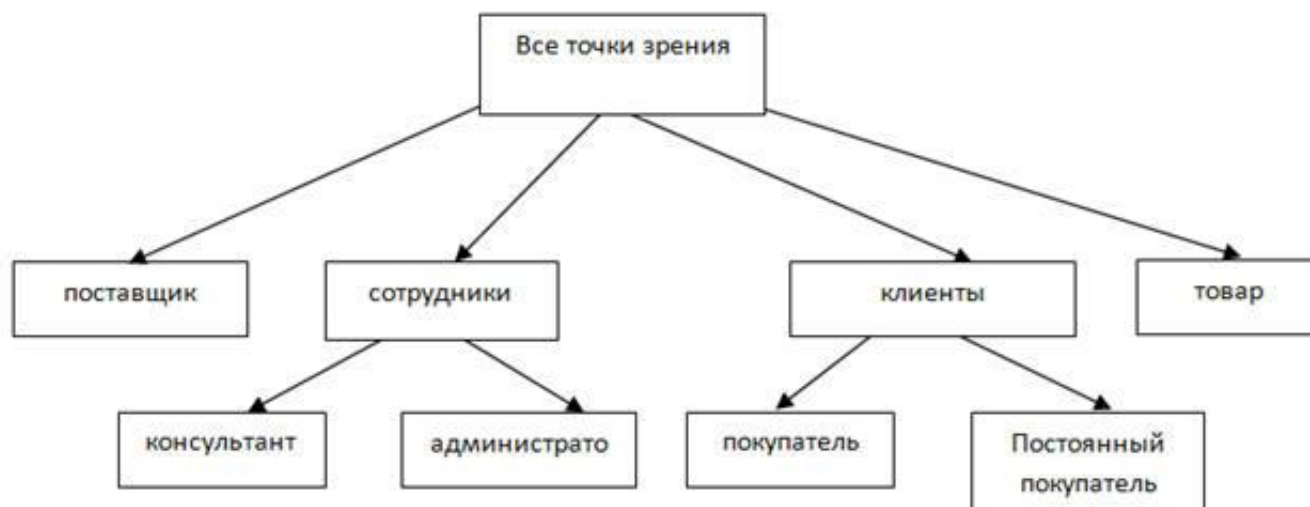 Все точки зрения
поставщик
сотрудники
клиенты
товар
консультант
администрато
покупатель
Постоянный
покупатель